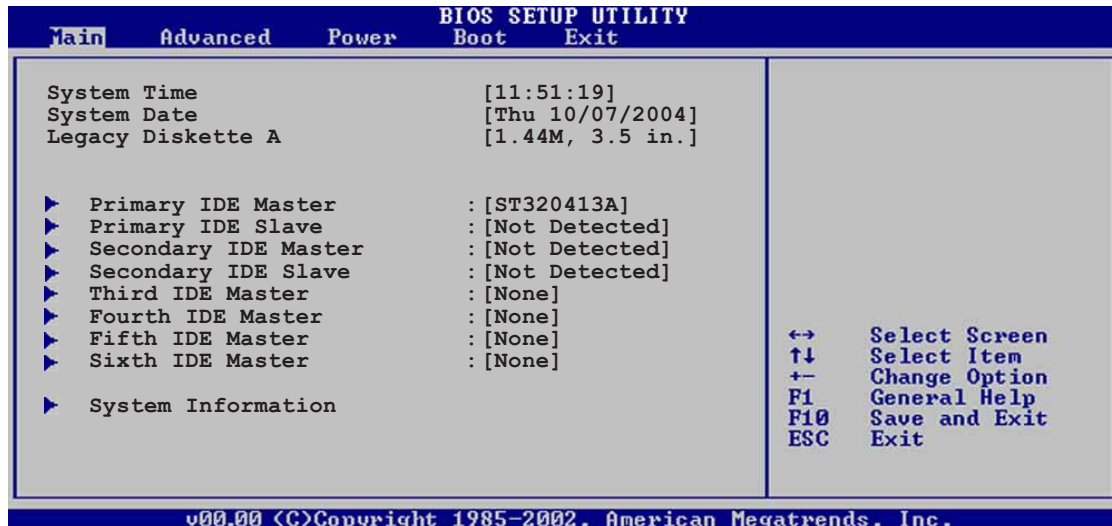 BIOS SETUP UTILITY
Main Advanced Power Boot Exit
System Time [11:51:19]
System Date [Thu 10/07/2004]
Legacy Diskette A [1.44M, 3.5 in.]
Primary IDE Master :[ST320413A]
Primary IDE Slave :[Not Detected]
Secondary IDE Master :[Not Detected]
Secondary IDE Slave :[Not Detected]
Third IDE Master :[None]
Fourth IDE Master :[None]
Fifth IDE Master :[None]
Sixth IDE Master :[None]
System Information
←→ Select Screen
↑↓ Select Item
+- Change Option
F1 General Help
F10 Save and Exit
ESC Exit
v00.00 (C)Copyright 1985-2002, American Megatrends, Inc.